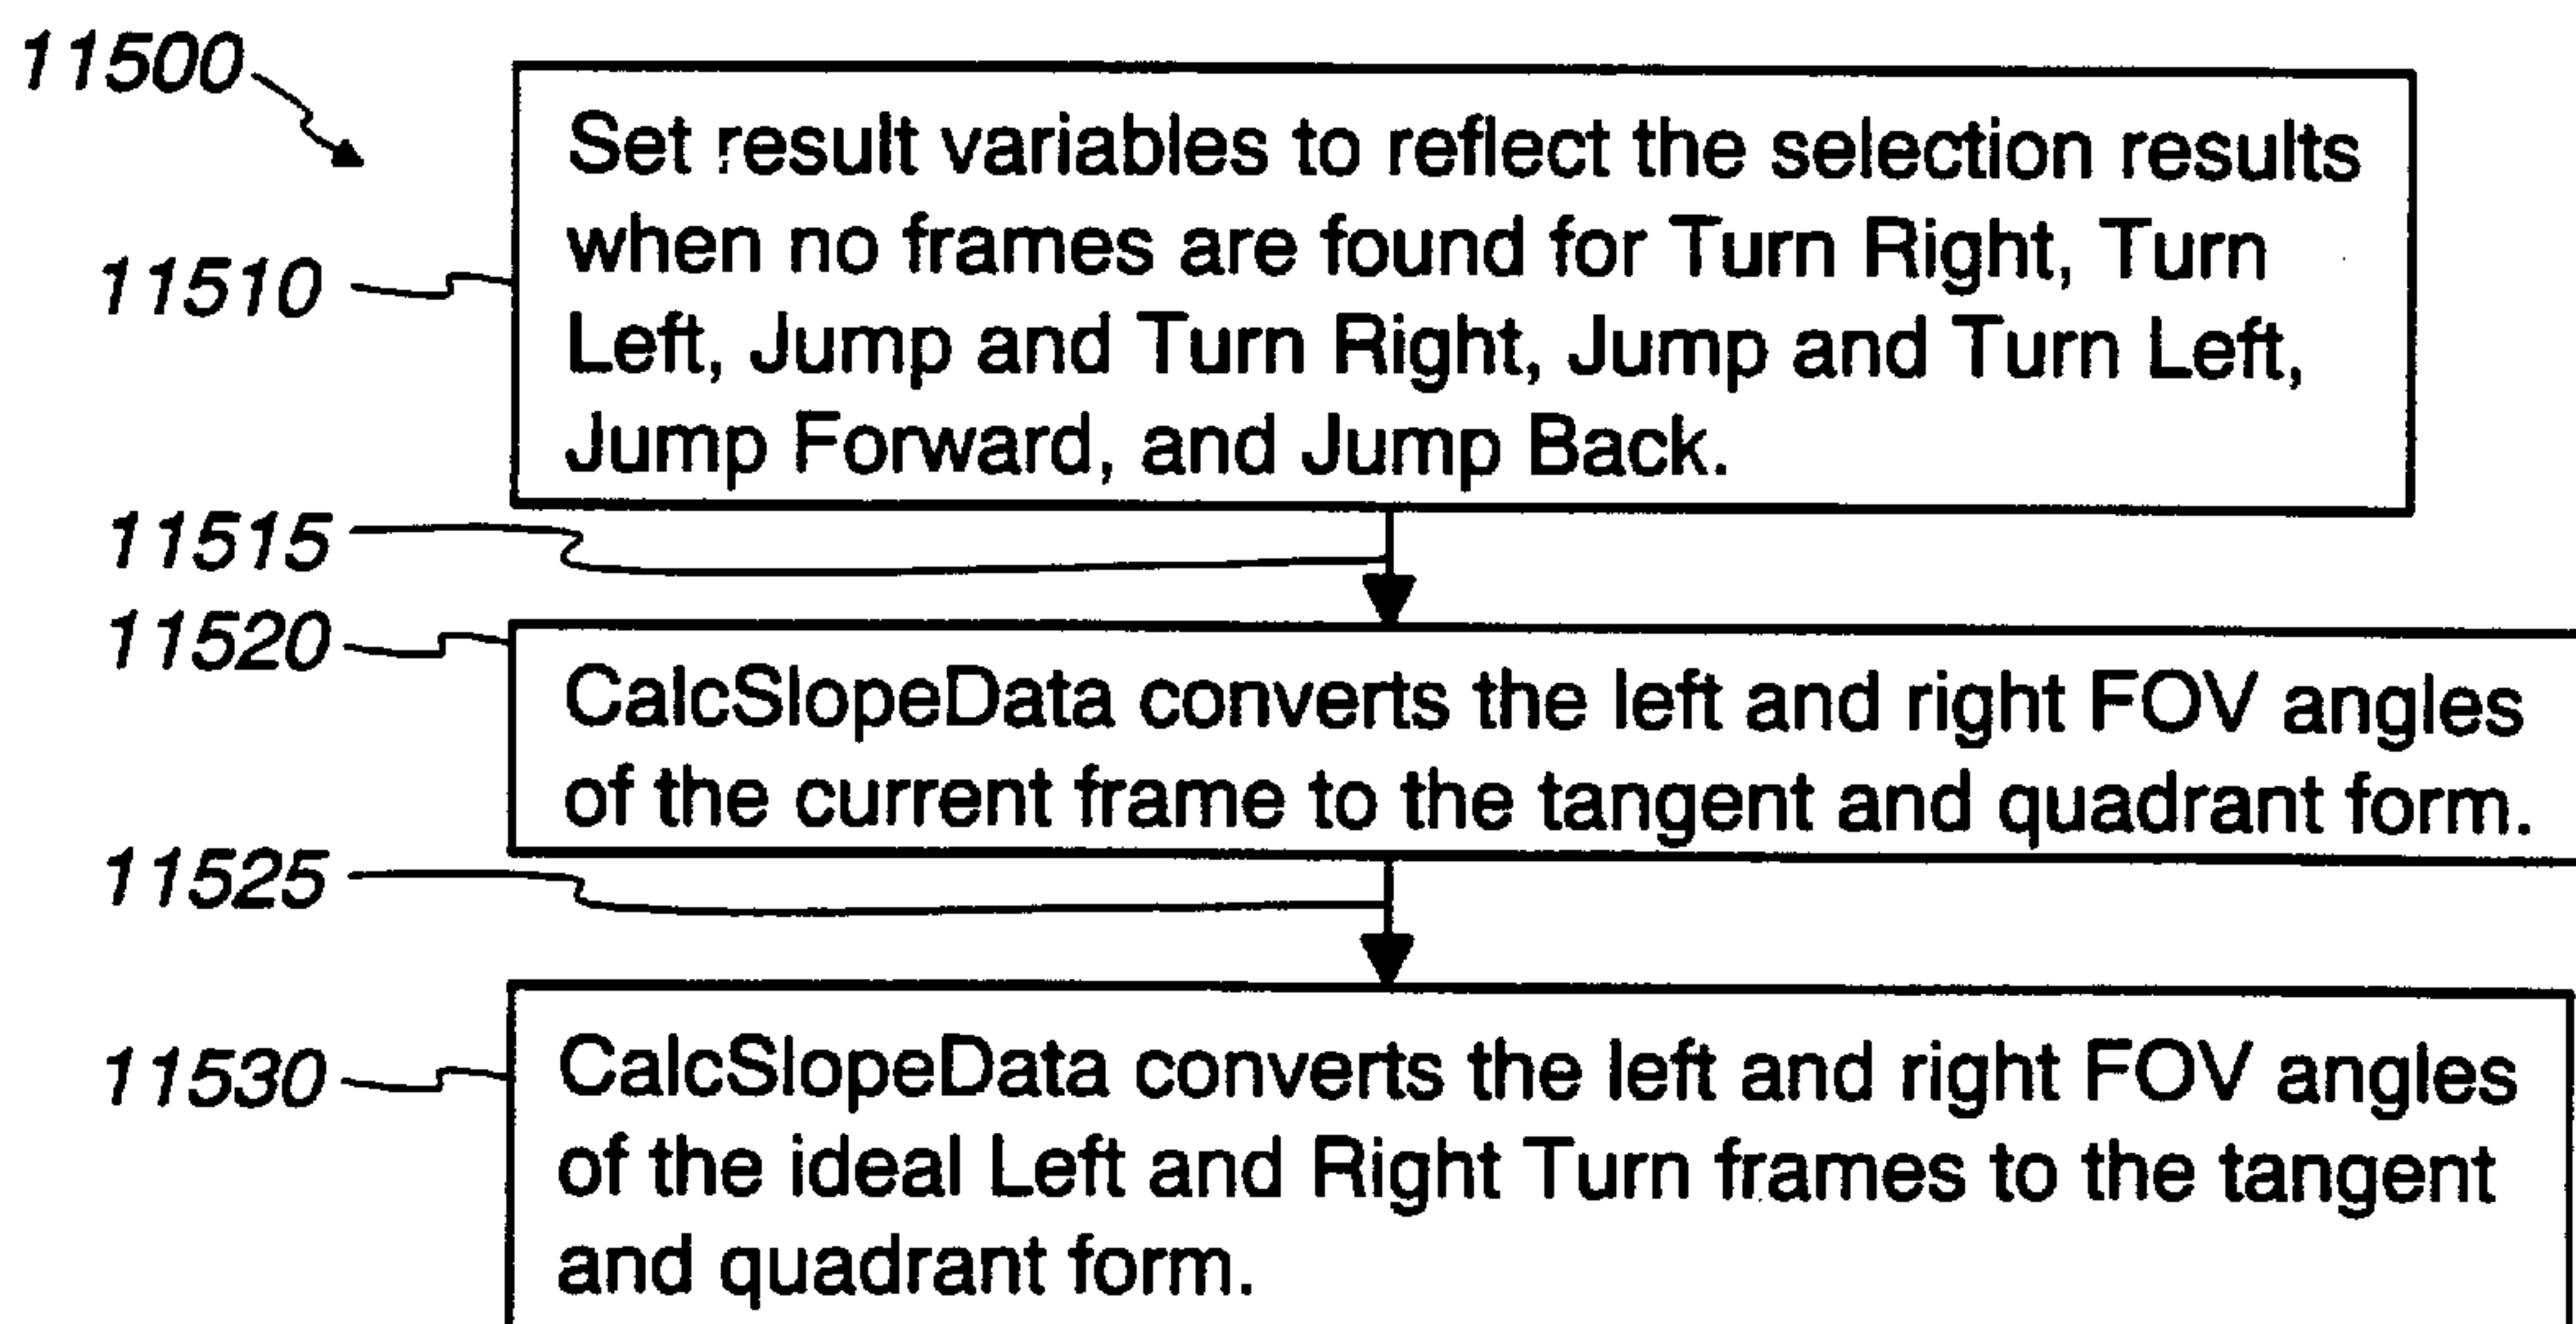 11500
Set result variables to reflect the selection results
when no frames are found for Turn Right, Turn
11510
Left, Jump and Turn Right, Jump and Turn Left,
Jump Forward, and Jump Back.
11515
11520
CalcSlopeData converts the left and right FOV angles
of the current frame to the tangent and quadrant form.
11525
11530
CalcSlopeData converts the left and right FOV angles
of the ideal Left and Right Turn frames to the tangent
and quadrant form.